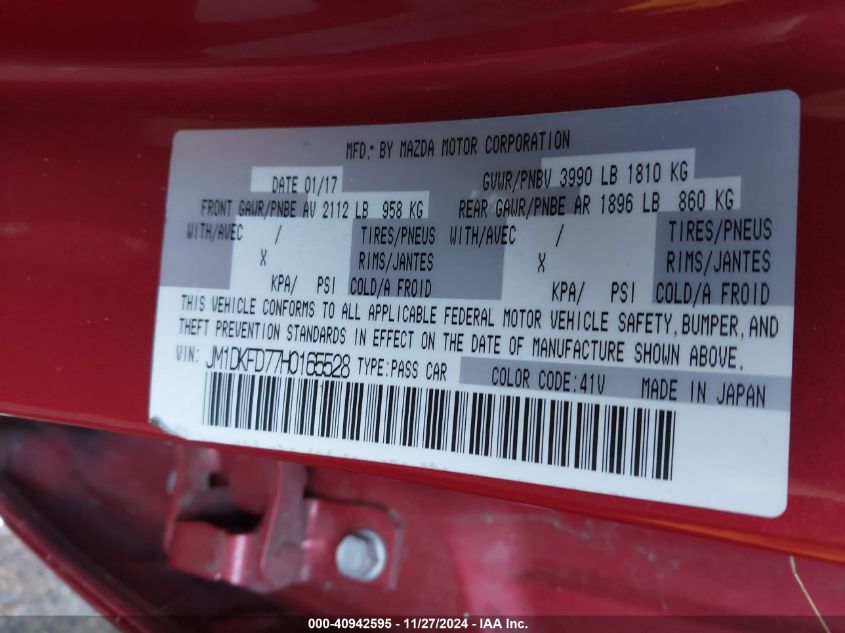 MFD.* BY MAZDA MOTOR CORPORATION
DATE 01/17 GVWR/PNBV 3990 LB 1810 KG
FRONT GAWR/PNBE AV 2112 LB 958 KG REAR GAWR/PNBE AR 1896 LB 860 KG
WITH/AVEC / TIRES/PNEUS WITH/AVEC / TIRES/PNEUS
X RIMS/JANTES X RIMS/JANTES
KPA/ PSI COLD/A FROID KPA/ PSI COLD/A FROID
THIS VEHICLE CONFORMS TO ALL APPLICABLE FEDERAL MOTOR VEHICLE SAFETY, BUMPER, AND
THEFT PREVENTION STANDARDS IN EFFECT ON THE DATE OF MANUFACTURE SHOWN ABOVE.
VIN: JM1DKFD77H0165528 TYPE:PASS CAR COLOR CODE:41V MADE IN JAPAN
000-40942595 - 11/27/2024 - IAA Inc.